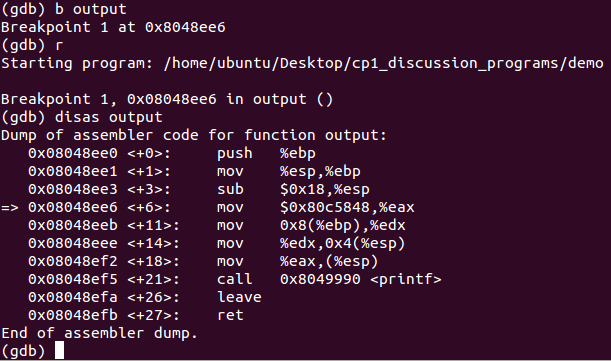 (gdb) b output
Breakpoint 1 at 0x8048ee6
(gdb) r
Starting program: /home/ubuntu/Desktop/cp1_discussion_programs/demo

Breakpoint 1, 0x08048ee6 in output ()
(gdb) disas output
Dump of assembler code for function output:
   0x08048ee0 <+0>:     push   %ebp
   0x08048ee1 <+1>:     mov    %esp,%ebp
   0x08048ee3 <+3>:     sub    $0x18,%esp
=> 0x08048ee6 <+6>:     mov    $0x80c5848,%eax
   0x08048eeb <+11>:    mov    0x8(%ebp),%edx
   0x08048eee <+14>:    mov    %edx,0x4(%esp)
   0x08048ef2 <+18>:    mov    %eax,(%esp)
   0x08048ef5 <+21>:    call   0x8049990 <printf>
   0x08048efa <+26>:    leave
   0x08048efb <+27>:    ret
End of assembler dump.
(gdb)